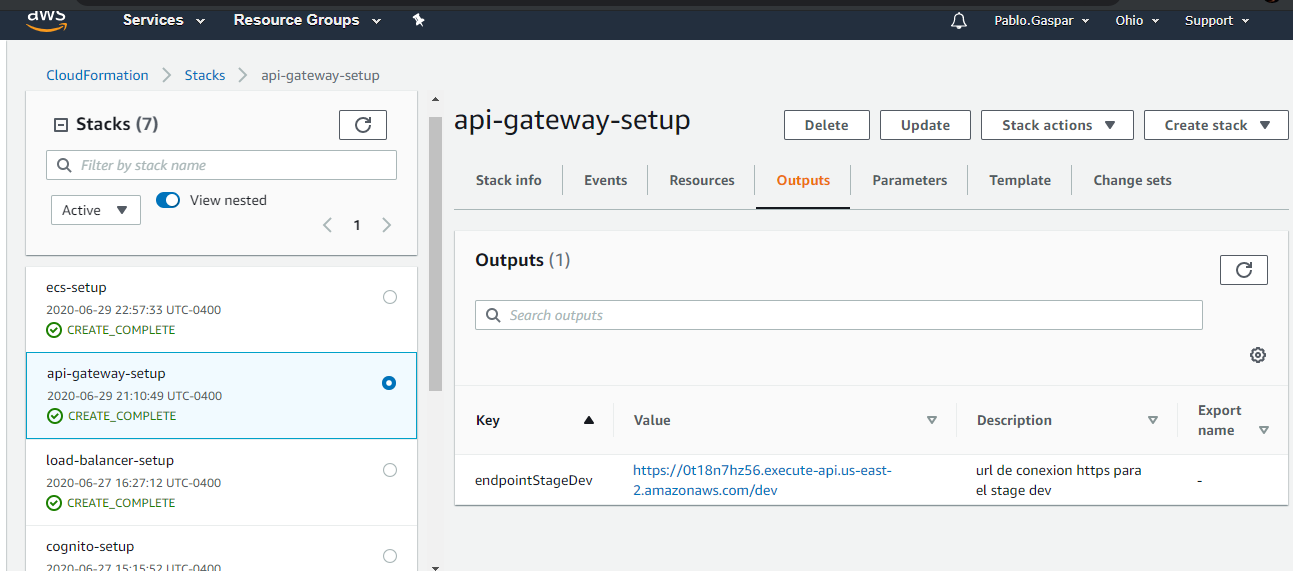 aws
Services
Resource Groups
Pablo.Gaspar
Ohio
Support
CloudFormation
Stacks
api-gateway-setup
Stacks (7)
Filter by stack name
Active
View nested
1
ecs-setup
2020-06-29 22:57:33 UTC-0400
CREATE_COMPLETE
api-gateway-setup
2020-06-29 21:10:49 UTC-0400
CREATE_COMPLETE
load-balancer-setup
2020-06-27 16:27:12 UTC-0400
CREATE_COMPLETE
cognito-setup
2020-06-27 15:15:52 UTC-0400
api-gateway-setup
Delete
Update
Stack actions
Create stack
Stack info
Events
Resources
Outputs
Parameters
Template
Change sets
Outputs (1)
Search outputs
Key
Value
Description
Export
name
endpointStageDev
https://0t18n7hz56.execute-api.us-east-
2.amazonaws.com/dev
url de conexion https para
el stage dev
-